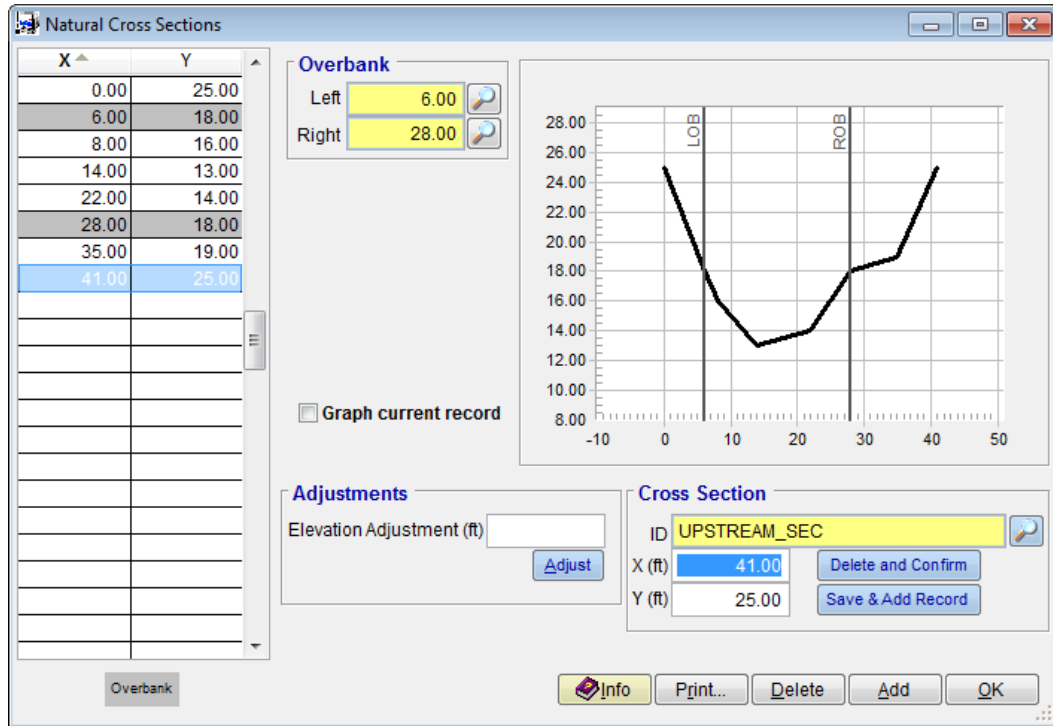 Natural Cross Sections
X Y
0.00 25.00
6.00 18.00
8.00 16.00
14.00 13.00
22.00 14.00
28.00 18.00
35.00 19.00
41.00 25.00
Overbank
Overbank
Left 6.00
Right 28.00
Graph current record
LOB
ROB
28.00
26.00
24.00
22.00
20.00
18.00
16.00
14.00
12.00
10.00
8.00
-10 0 10 20 30 40 50
Adjustments
Elevation Adjustment (ft)
Adjust
Cross Section
ID UPSTREAM_SEC
X (ft) 41.00 Delete and Confirm
Y (ft) 25.00 Save & Add Record
Info Print... Delete Add OK